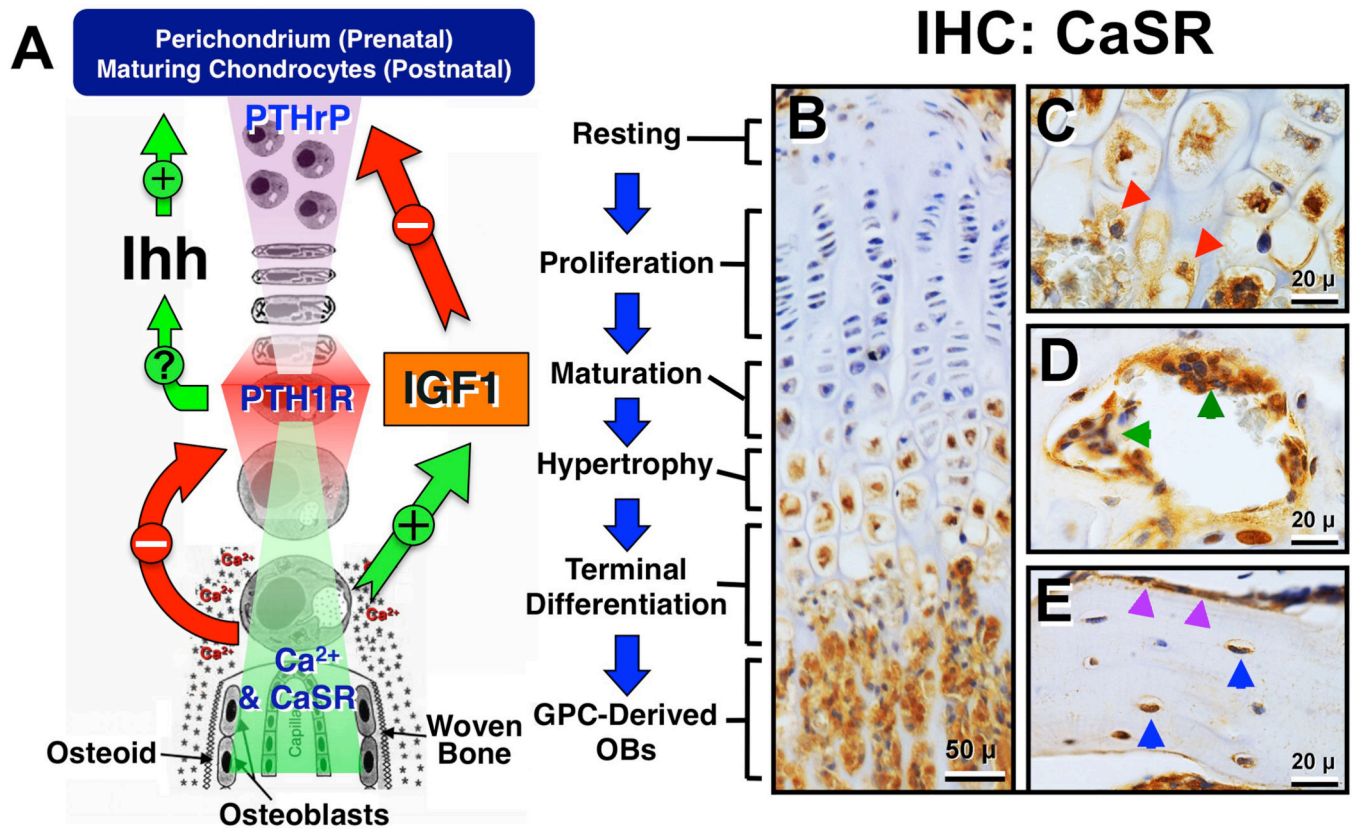 IHC: CaSR
A
Perichondrium (Prenatal)
Maturing Chondrocytes (Postnatal)
PTHrP
+
−
Ihh
?
PTH1R
IGF1
−
+
Ca2+
Ca2+
Ca2+
Ca2+
Ca2+
& CaSR
Osteoid
Woven
Bone
Osteoblasts
Resting
Proliferation
Maturation
Hypertrophy
Terminal
Differentiation
GPC-Derived
OBs
B
50 µ
C
20 µ
D
20 µ
E
20 µ